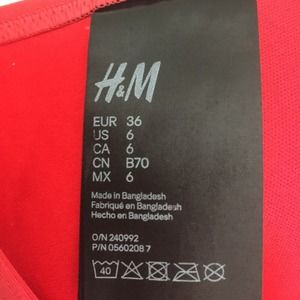 H&M
EUR 36
US 6
CA 6
CN B70
MX 6
Made in Bangladesh
Fabriqué en Bangladesh
Hecho en Bangladesh
O/N 240992
P/N 0560208 7
40